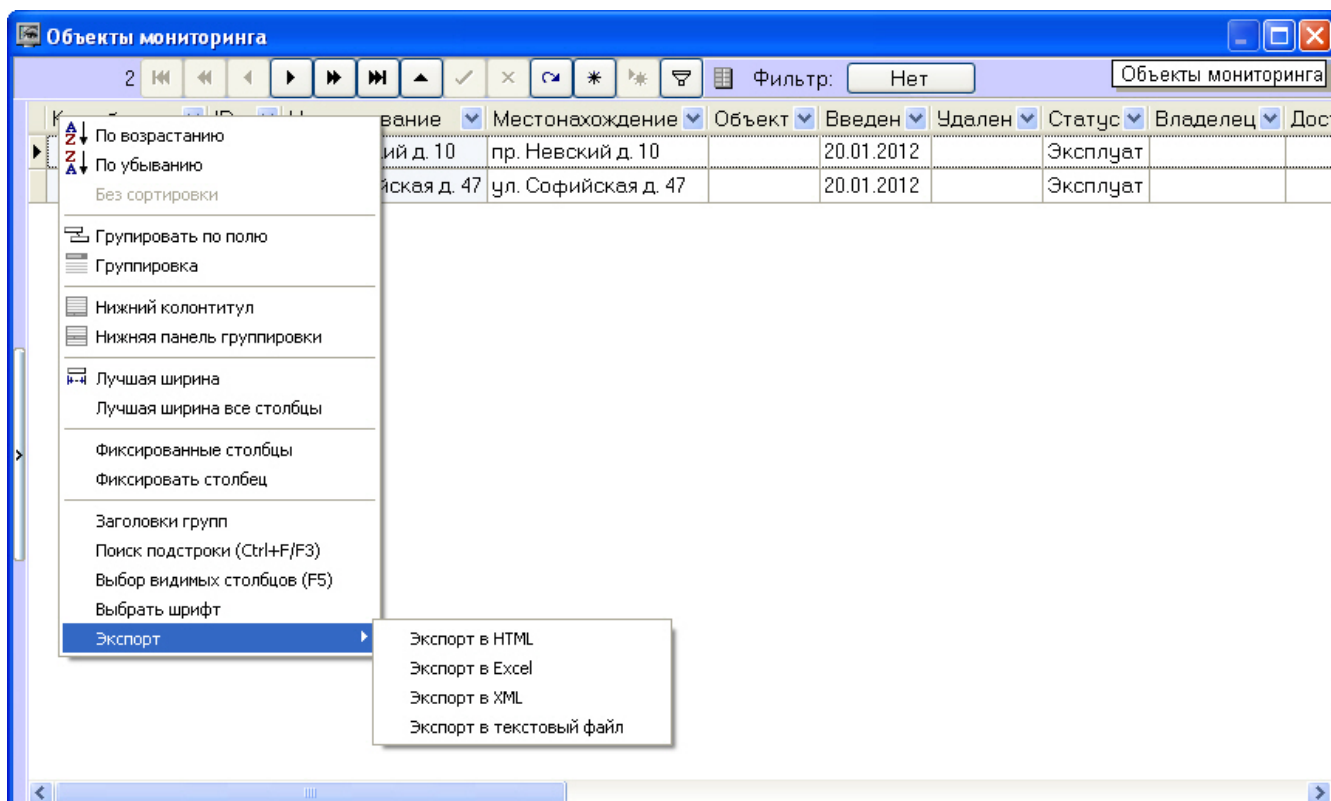 Объекты мониторинга
2 Фильтр: Нет Объекты мониторинга
Местонахождение Объект Введен Удален Статус Владелец
По возрастанию
ий д. 10 пр. Невский д. 10 20.01.2012 Эксплуат
По убыванию
йская д. 47 ул. Софийская д. 47 20.01.2012 Эксплуат
Без сортировки
Групировать по полю
Группировка
Нижний колонтитул
Нижняя панель группировки
Лучшая ширина
Лучшая ширина все столбцы
Фиксированные столбцы
Фиксировать столбец
Заголовки групп
Поиск подстроки (Ctrl+F/F3)
Выбор видимых столбцов (F5)
Выбрать шрифт
Экспорт
Экспорт в HTML
Экспорт в Excel
Экспорт в XML
Экспорт в текстовый файл